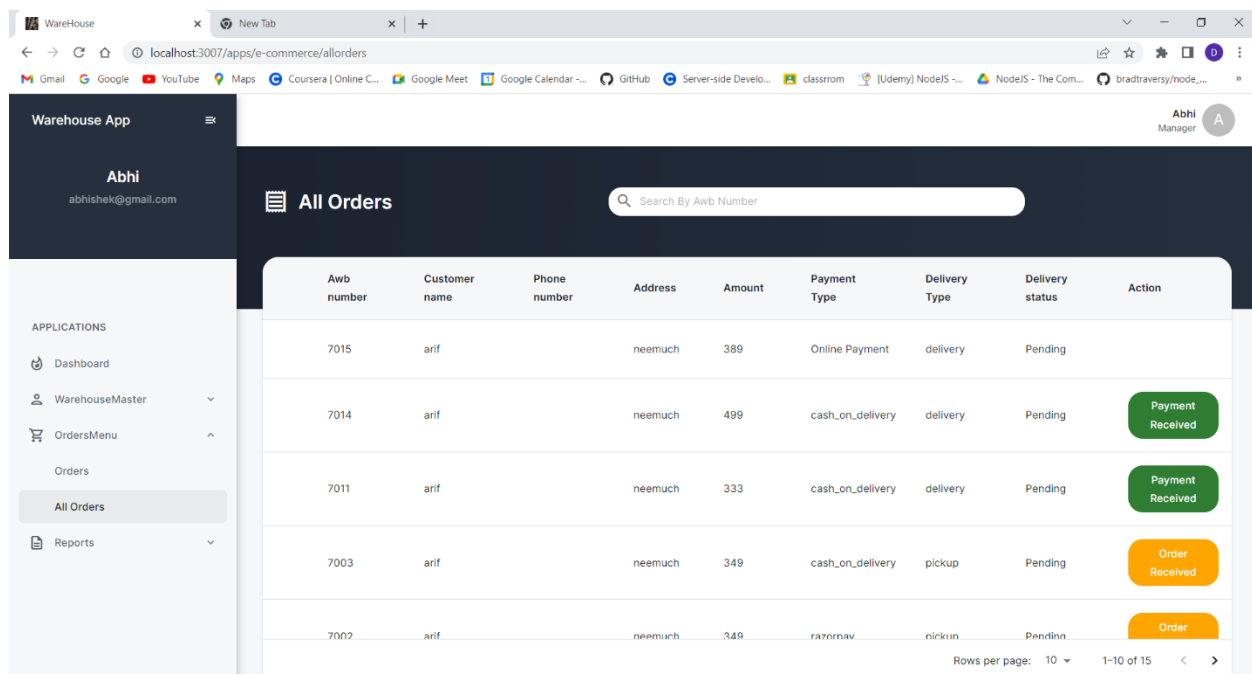 WareHouse
New Tab
localhost:3007/apps/e-commerce/allorders
D
Gmail Google YouTube Maps Coursera | Online C... Google Meet Google Calendar -... GitHub Server-side Develo... classrrom [Udemy] NodeJS -... NodeJS - The Com... bradtraversy/node_...
Warehouse App
Abhi
Manager
A
Abhi
abhishek@gmail.com
All Orders
Search By Awb Number
APPLICATIONS
Dashboard
WarehouseMaster
OrdersMenu
Orders
All Orders
Reports
Awb number Customer name Phone number Address Amount Payment Type Delivery Type Delivery status Action
7015 arif neemuch 389 Online Payment delivery Pending
7014 arif neemuch 499 cash_on_delivery delivery Pending Payment Received
7011 arif neemuch 333 cash_on_delivery delivery Pending Payment Received
7003 arif neemuch 349 cash_on_delivery pickup Pending Order Received
7002 arif neemuch 349 razorpay pickup Pending Order
Rows per page: 10 1–10 of 15